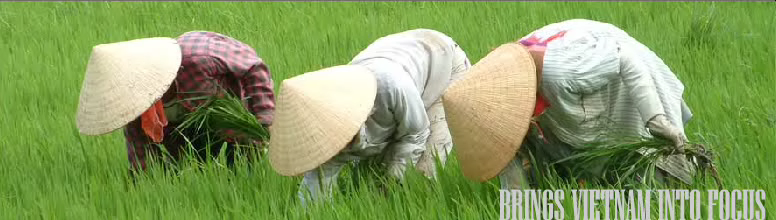 BRINGS VIETNAM INTO FOCUS